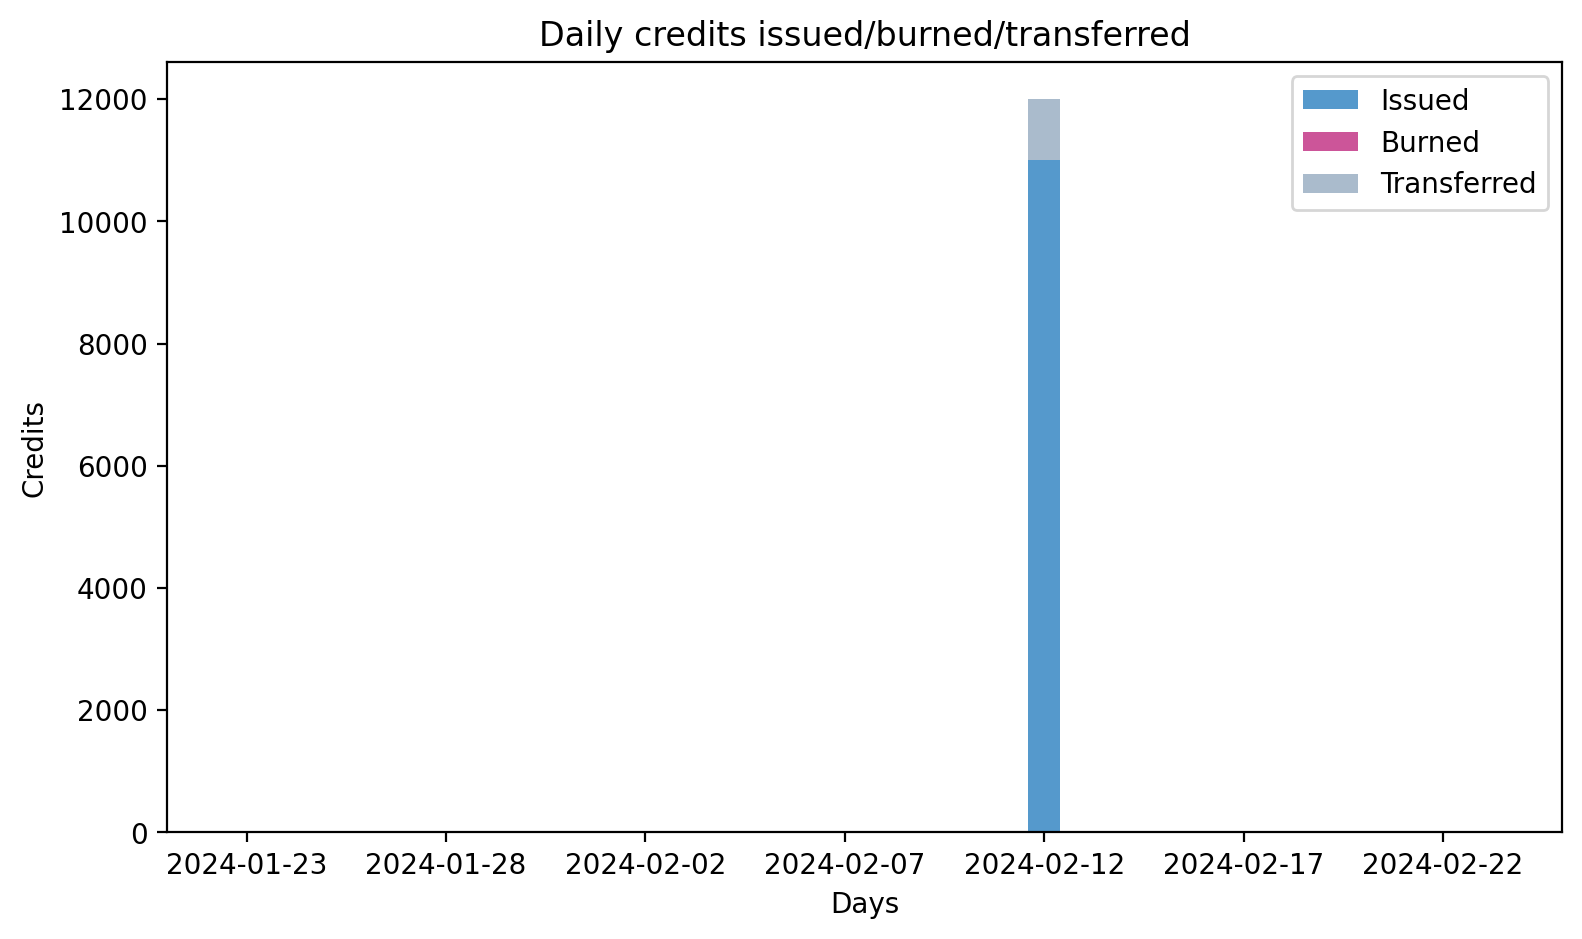 Daily credits issued/burned/transferred
Issued
Burned
Transferred
12000
10000
8000
6000
4000
2000
0
Credits
2024-01-23 2024-01-28 2024-02-02 2024-02-07 2024-02-12 2024-02-17 2024-02-22
Days